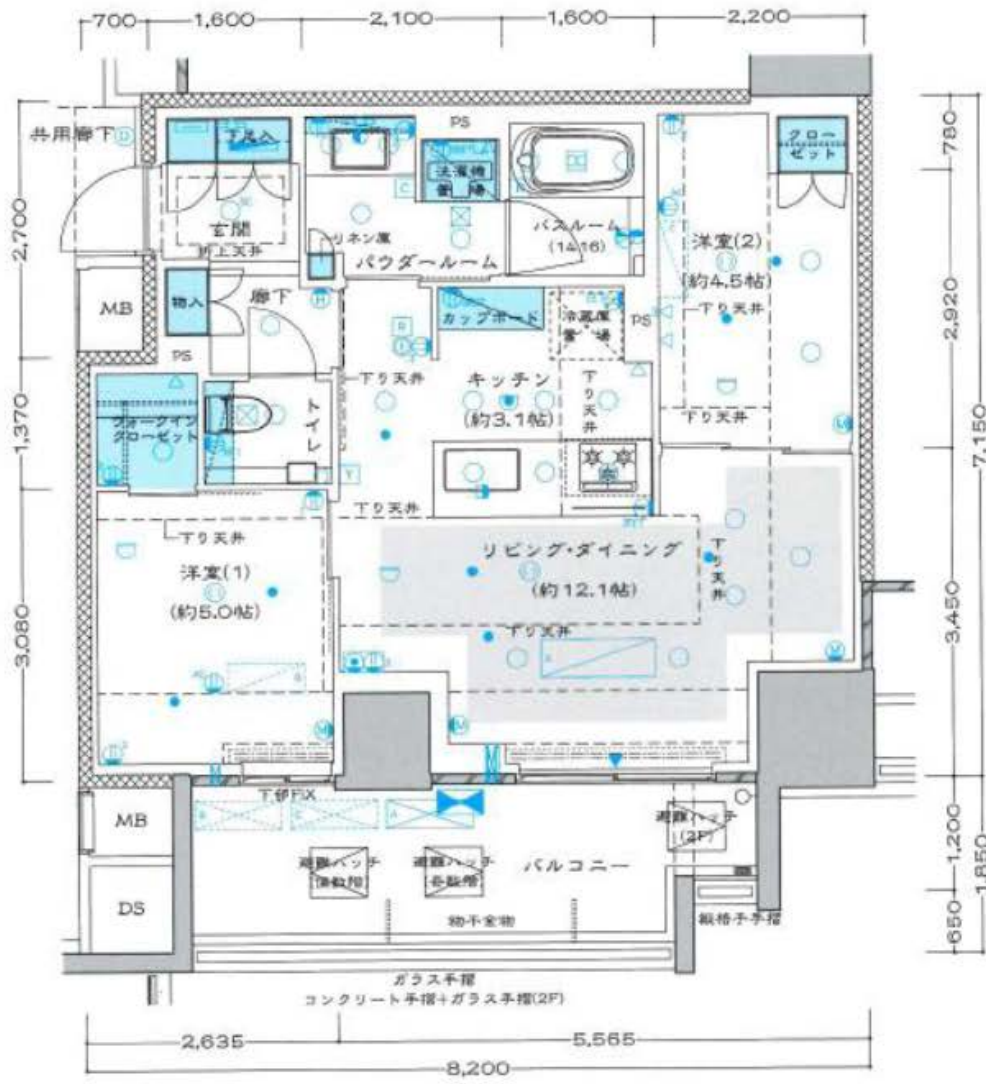 700
1,600
2,100
1,600
2,200
共用廊下
下足入
PS
洗濯機
置場
クロー
ゼット
玄関
折上天井
リネン庫
パウダールーム
バスルーム
(1416)
洋室(2)
(約4.5帖)
下り天井
MB
物入
廊下
カップボード
冷蔵庫
置場
PS
PS
下り天井
キッチン
(約3.1帖)
下り天井
下り天井
ウォークイン
クローゼット
トイレ
下り天井
下り天井
洋室(1)
(約5.0帖)
リビング・ダイニング
(約12.1帖)
下り天井
下り天井
下部FIX
MB
避難ハッチ
(偶数階)
避難ハッチ
バルコニー
避難ハッチ
(2F)
DS
物干金物
縦格子手摺
ガラス手摺
コンクリート手摺+ガラス手摺(2F)
2,700
1,370
3,080
780
2,920
3,450
7,150
1,200
650
1,850
2,635
5,565
8,200